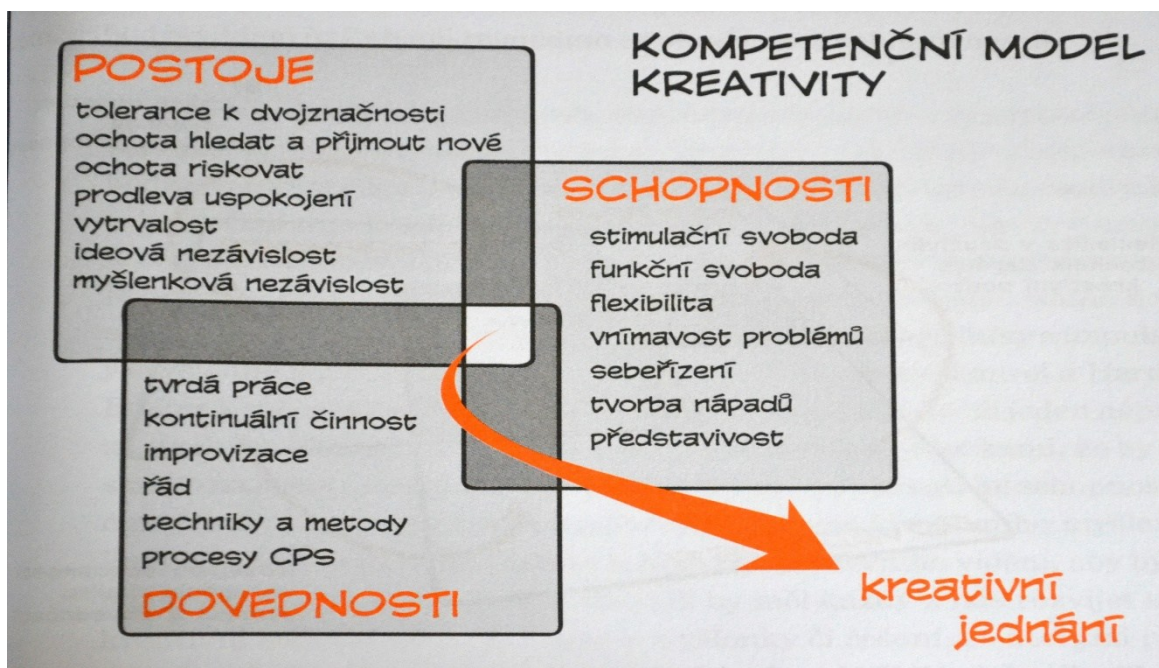 KOMPETENČNÍ MODEL
KREATIVITY
POSTOJE
tolerance k dvojznačnosti
ochota hledat a přijmout nové
ochota riskovat
prodleva uspokojení
vytrvalost
ideová nezávislost
myšlenková nezávislost
SCHOPNOSTI
stimulační svoboda
funkční svoboda
flexibilita
vnímavost problémů
sebeřízení
tvorba nápadů
představivost
tvrdá práce
kontinuální činnost
improvizace
řád
techniky a metody
procesy CPS
DOVEDNOSTI
kreativní
jednání